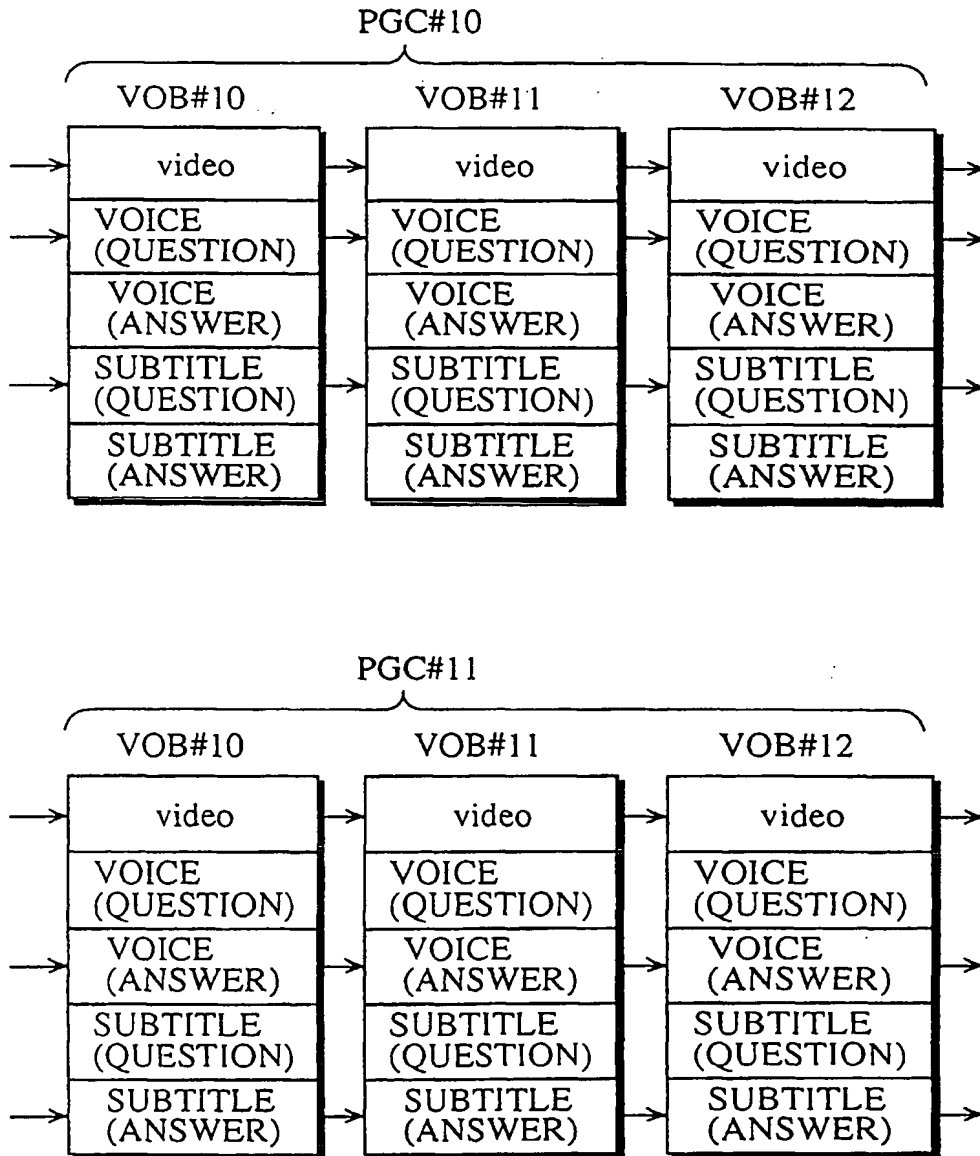 PGC#10
VOB#10 VOB#11 VOB#12
video video video
VOICE VOICE VOICE
(QUESTION) (QUESTION) (QUESTION)
VOICE VOICE VOICE
(ANSWER) (ANSWER) (ANSWER)
SUBTITLE SUBTITLE SUBTITLE
(QUESTION) (QUESTION) (QUESTION)
SUBTITLE SUBTITLE SUBTITLE
(ANSWER) (ANSWER) (ANSWER)
PGC#11
VOB#10 VOB#11 VOB#12
video video video
VOICE VOICE VOICE
(QUESTION) (QUESTION) (QUESTION)
VOICE VOICE VOICE
(ANSWER) (ANSWER) (ANSWER)
SUBTITLE SUBTITLE SUBTITLE
(QUESTION) (QUESTION) (QUESTION)
SUBTITLE SUBTITLE SUBTITLE
(ANSWER) (ANSWER) (ANSWER)